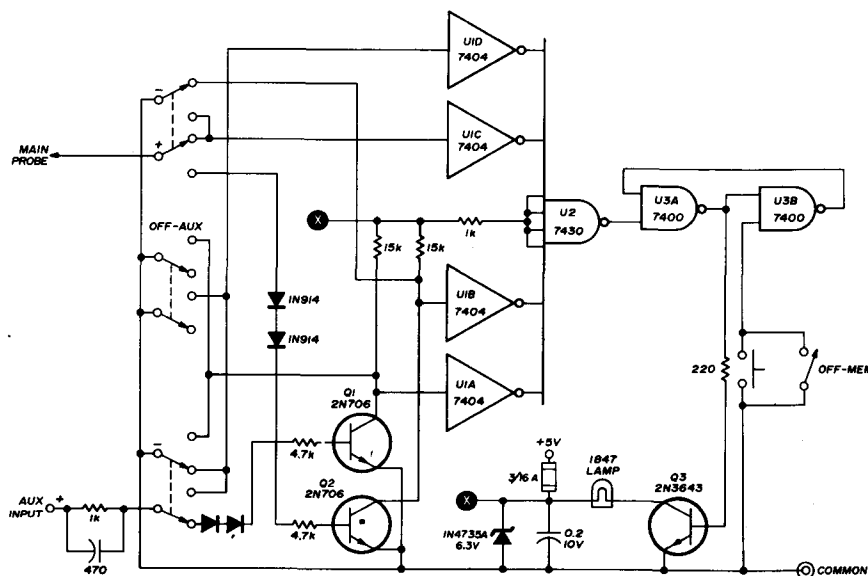 U1D
7404
U1C
7404
MAIN
PROBE
−
+
OFF-AUX
X
15k
15k
1k
U2
7430
U3A
7400
U3B
7400
1N914
1N914
U1B
7404
U1A
7404
220
OFF-MEM
Q1
2N706
4.7k
Q2
2N706
4.7k
−
+
AUX
INPUT
1k
470
X
+5V
3/16 A
1847
LAMP
Q3
2N3643
1N4735A
6.3V
0.2
10V
COMMON